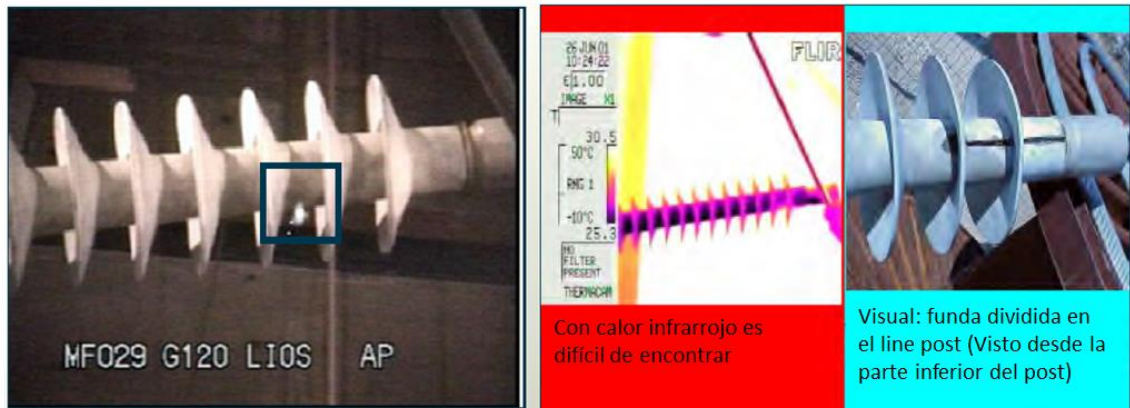 MF029 G120 LIOS AP
26 JUN 01
10:24:22
FLIR
€ 1.00
IMAGE X1
T
30.5
50°C
RNG 1
-10°C
25.3
NO
FILTER
PRESENT
THERMACAM
Con calor infrarrojo es
difícil de encontrar
Visual: funda dividida en
el line post (Visto desde la
parte inferior del post)